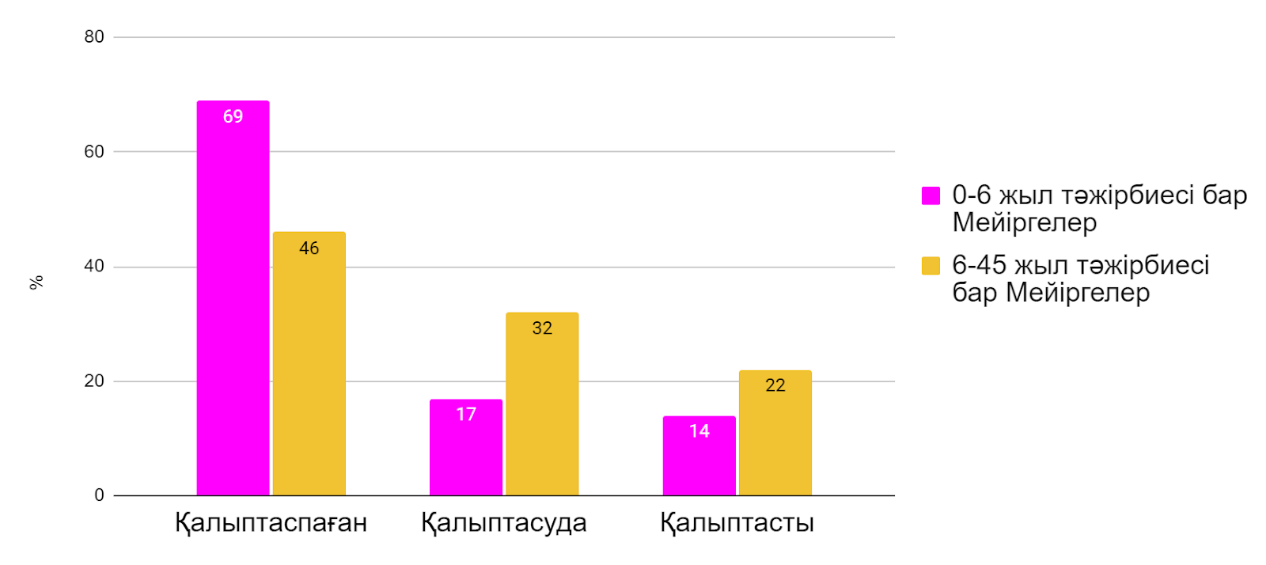 80
69
60
46
40
%
32
20
17
22
14
0
Қалыптаспаған
Қалыптасуда
Қалыптасты
0-6 жыл тәжірбиесі бар
Мейіргелер
6-45 жыл тәжірбиесі
бар Мейіргелер